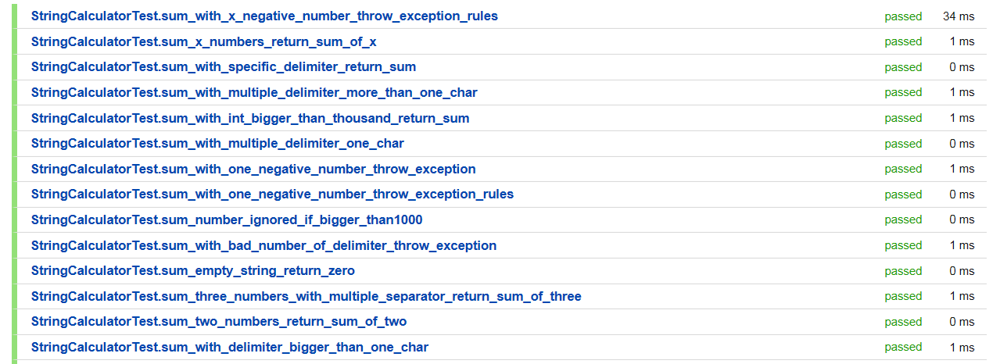 StringCalculatorTest.sum_with_x_negative_number_throw_exception_rules passed 34 ms
StringCalculatorTest.sum_x_numbers_return_sum_of_x passed 1 ms
StringCalculatorTest.sum_with_specific_delimiter_return_sum passed 0 ms
StringCalculatorTest.sum_with_multiple_delimiter_more_than_one_char passed 1 ms
StringCalculatorTest.sum_with_int_bigger_than_thousand_return_sum passed 1 ms
StringCalculatorTest.sum_with_multiple_delimiter_one_char passed 0 ms
StringCalculatorTest.sum_with_one_negative_number_throw_exception passed 1 ms
StringCalculatorTest.sum_with_one_negative_number_throw_exception_rules passed 0 ms
StringCalculatorTest.sum_number_ignored_if_bigger_than1000 passed 0 ms
StringCalculatorTest.sum_with_bad_number_of_delimiter_throw_exception passed 1 ms
StringCalculatorTest.sum_empty_string_return_zero passed 0 ms
StringCalculatorTest.sum_three_numbers_with_multiple_separator_return_sum_of_three passed 1 ms
StringCalculatorTest.sum_two_numbers_return_sum_of_two passed 0 ms
StringCalculatorTest.sum_with_delimiter_bigger_than_one_char passed 1 ms